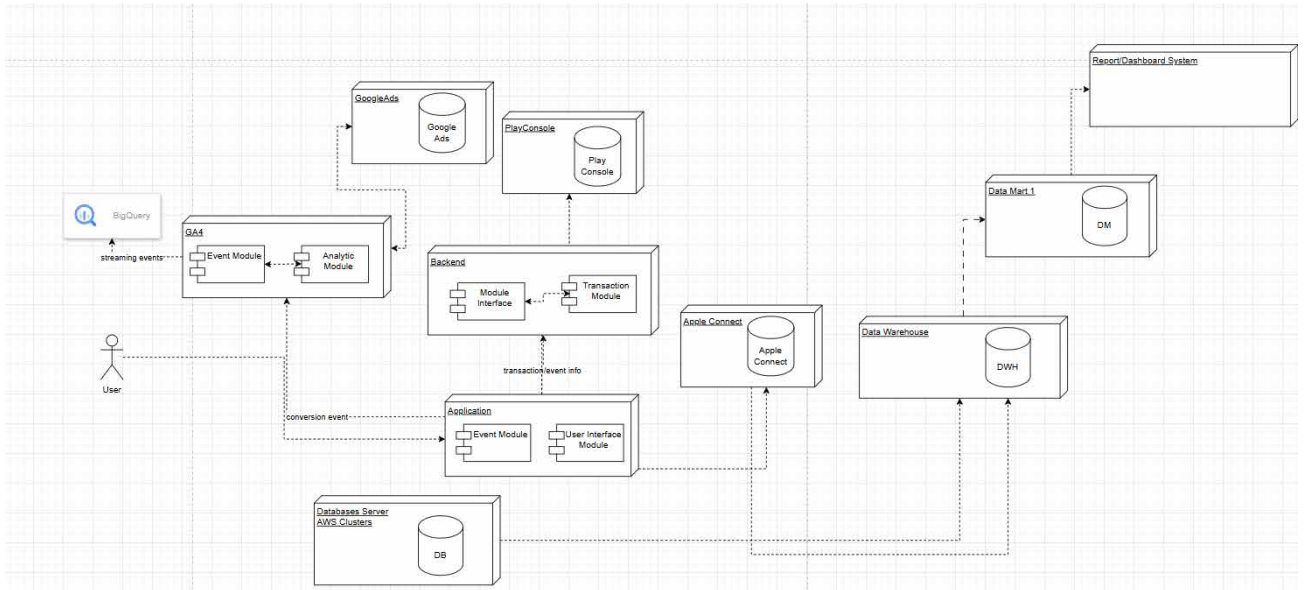 Report/Dashboard System
GoogleAds
Google
Ads
PlayConsole
Play
Console
Data Mart 1
DM
BigQuery
GA4
streaming events
Event Module
Analytic
Module
Backend
Module
Interface
Transaction
Module
Apple Connect
Apple
Connect
Data Warehouse
DWH
User
transaction/event info
conversion event
Application
Event Module
User Interface
Module
Databases Server
AWS Clusters
DB